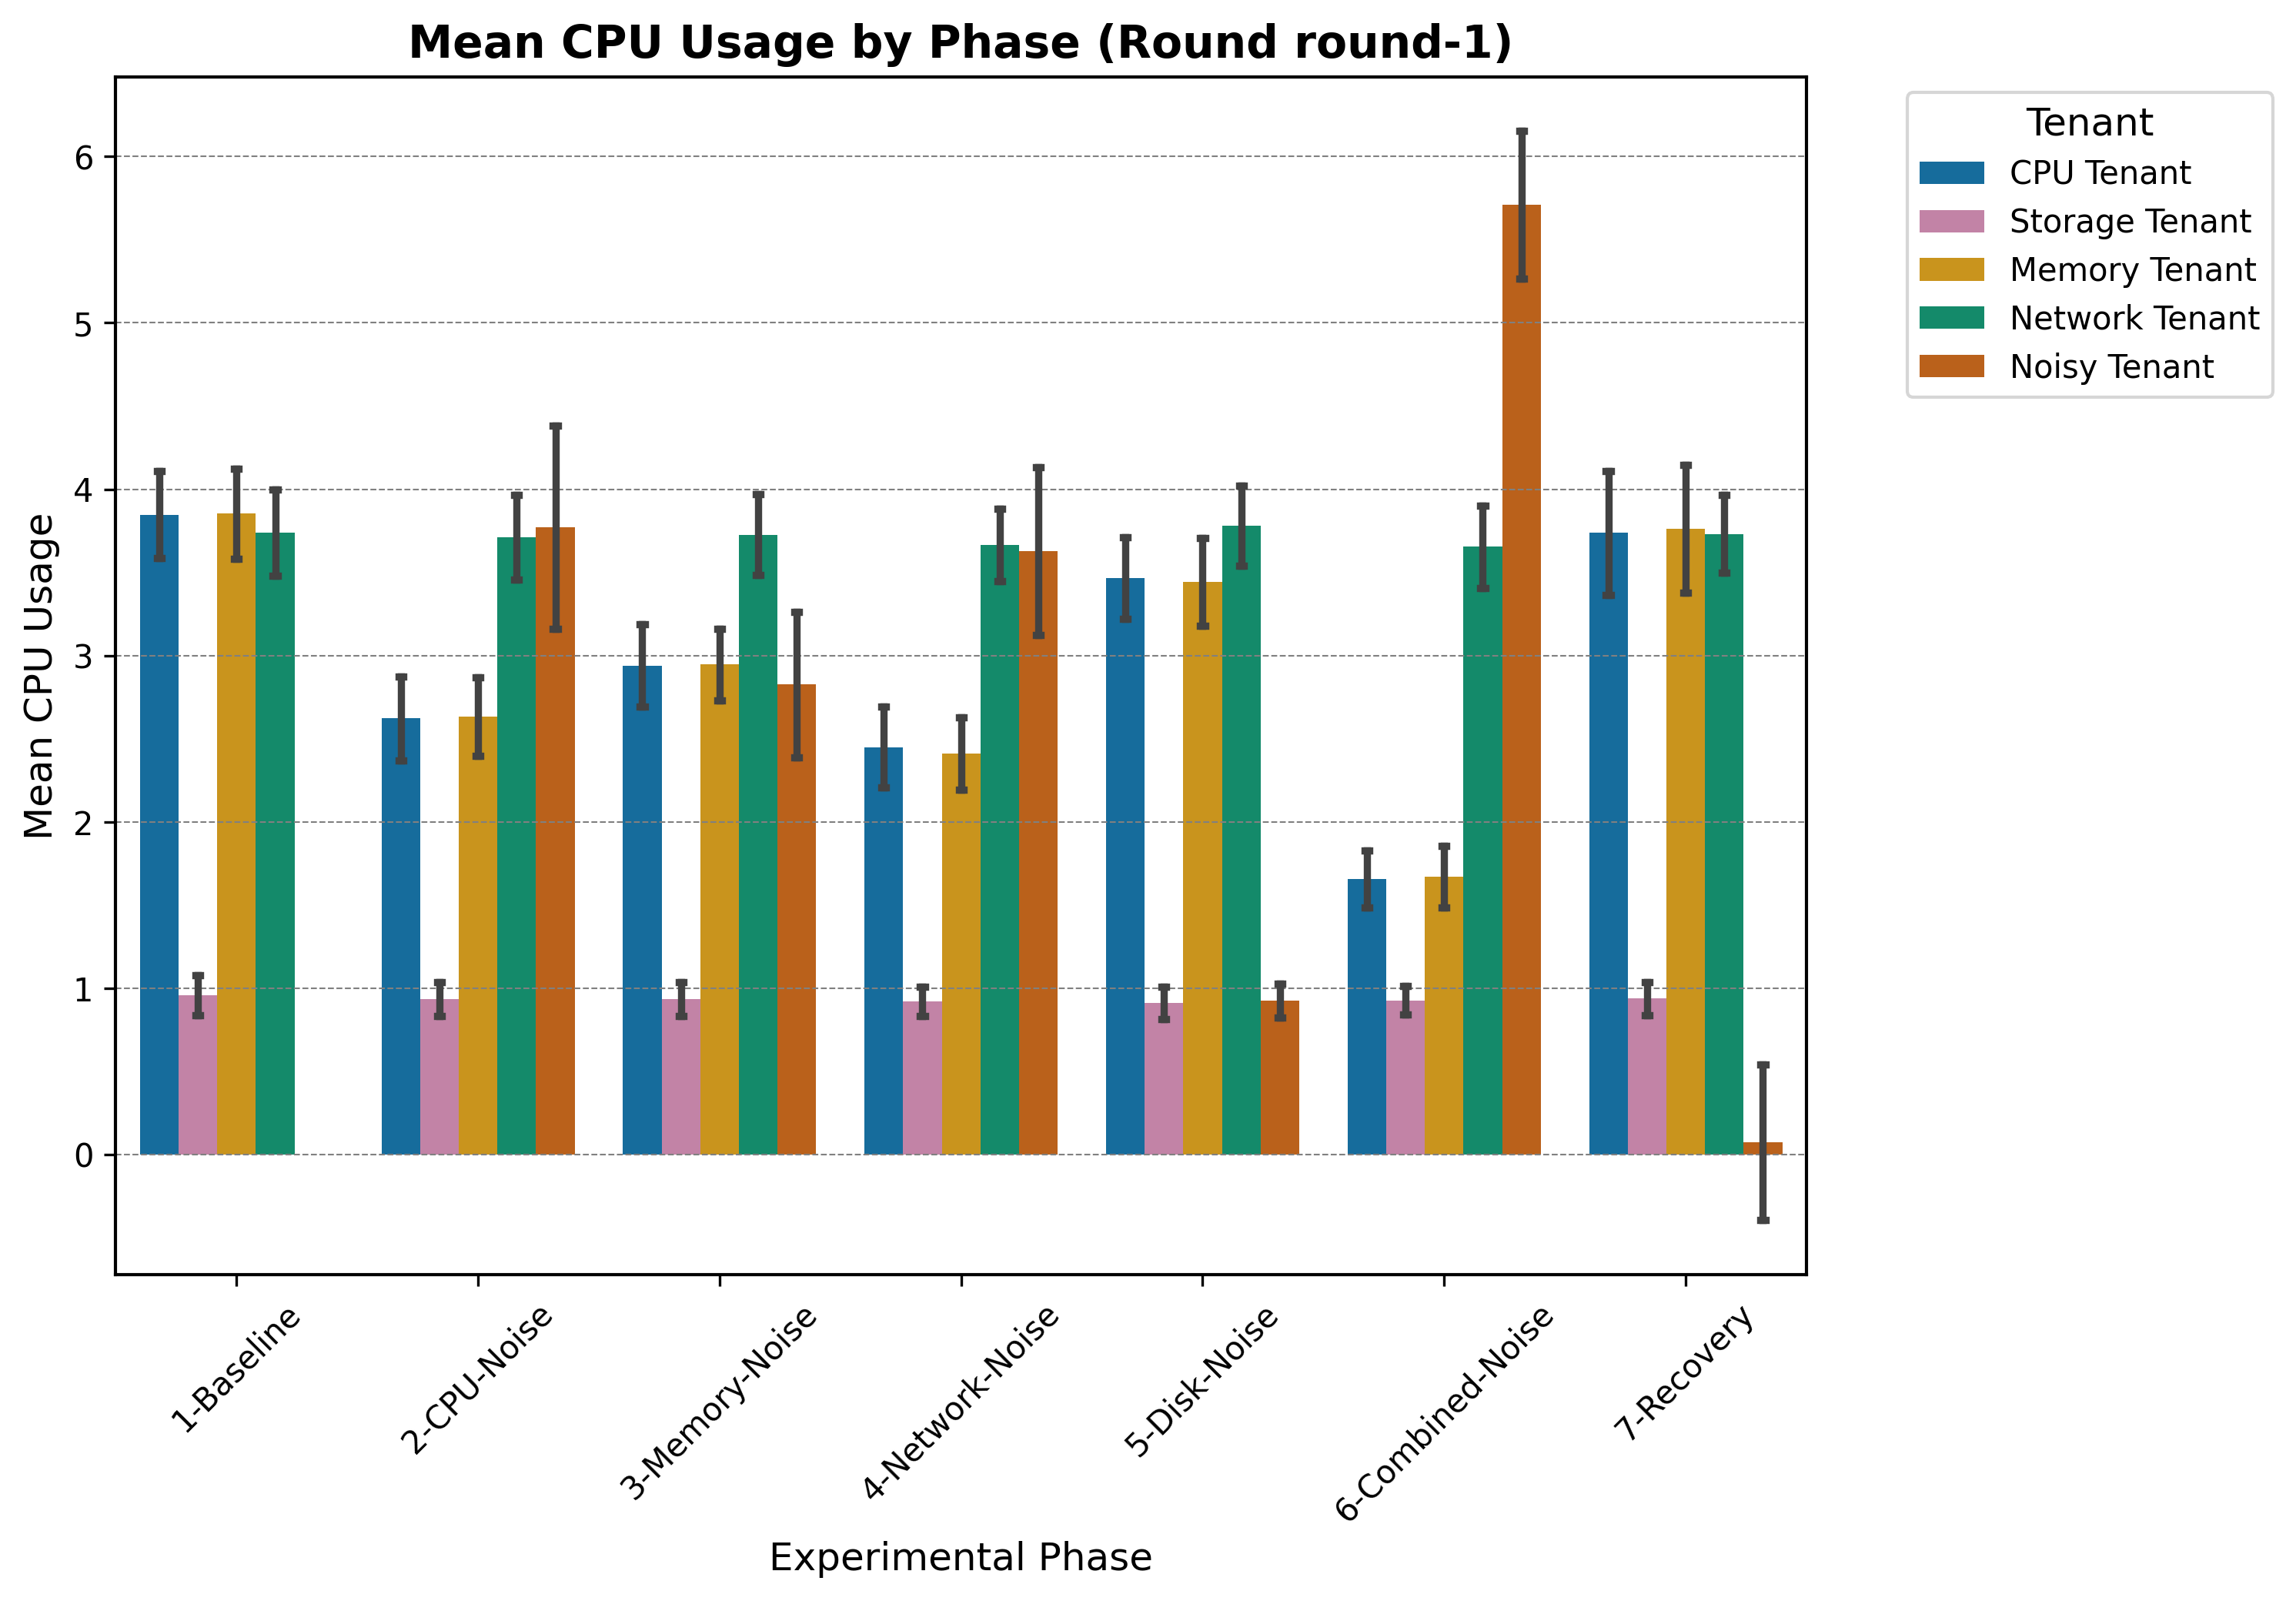 Mean CPU Usage by Phase (Round round-1)
Mean CPU Usage
6
5
4
3
2
1
0
1-Baseline
2-CPU-Noise
3-Memory-Noise
4-Network-Noise
5-Disk-Noise
6-Combined-Noise
7-Recovery
Experimental Phase
Tenant
CPU Tenant
Storage Tenant
Memory Tenant
Network Tenant
Noisy Tenant